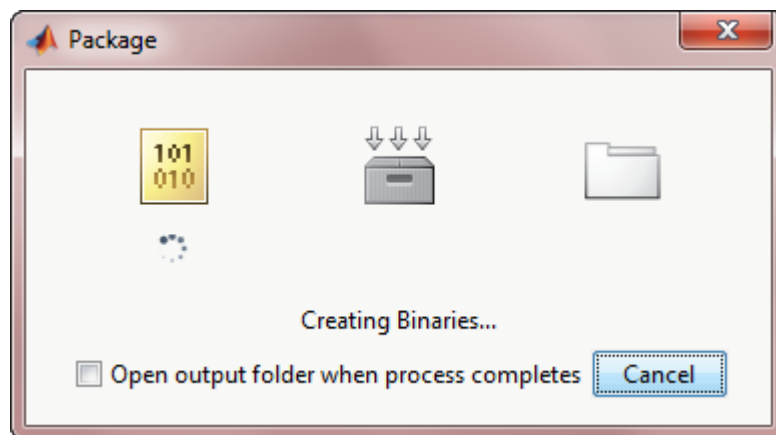 Package
101
010
Creating Binaries...
Open output folder when process completes Cancel